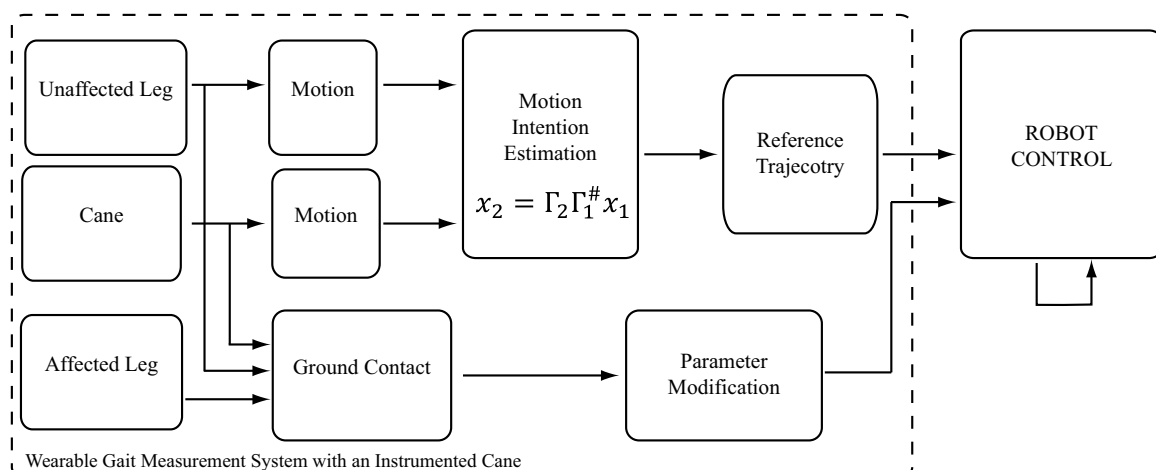 Unaffected Leg
Motion
Motion
Intention
Estimation
x₂ = Γ₂Γ₁^# x₁
Reference
Trajecotry
ROBOT
CONTROL
Cane
Motion
Affected Leg
Ground Contact
Parameter
Modification
Wearable Gait Measurement System with an Instrumented Cane